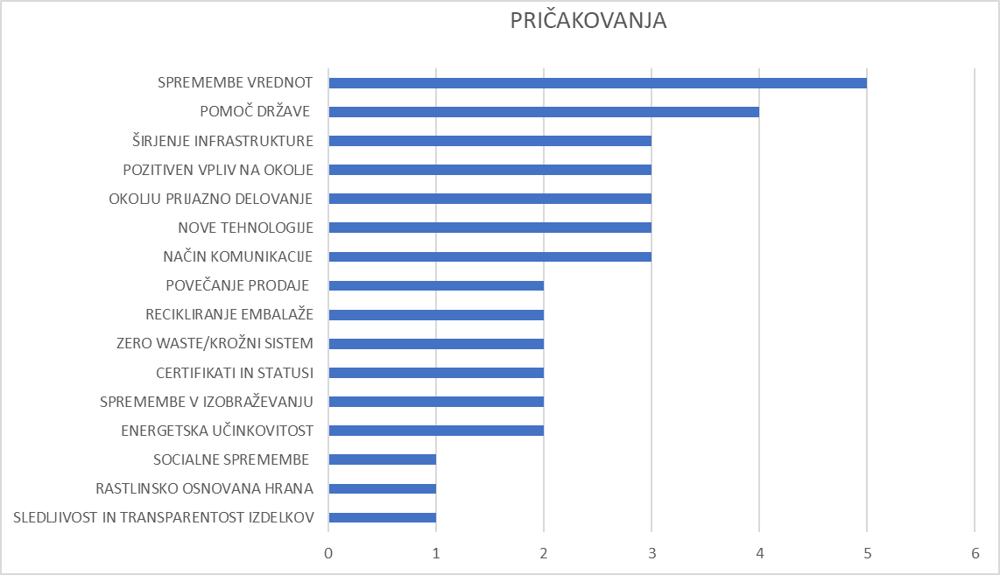 PRIČAKOVANJA
SPREMEMBE VREDNOT
POMOČ DRŽAVE
ŠIRJENJE INFRASTRUKTURE
POZITIVEN VPLIV NA OKOLJE
OKOLJU PRIJAZNO DELOVANJE
NOVE TEHNOLOGIJE
NAČIN KOMUNIKACIJE
POVEČANJE PRODAJE
RECIKLIRANJE EMBALAŽE
ZERO WASTE/KROŽNI SISTEM
CERTIFIKATI IN STATUSI
SPREMEMBE V IZOBRAŽEVANJU
ENERGETSKA UČINKOVITOST
SOCIALNE SPREMEMBE
RASTLINSKO OSNOVANA HRANA
SLEDLJIVOST IN TRANSPARENTOST IZDELKOV
0 1 2 3 4 5 6